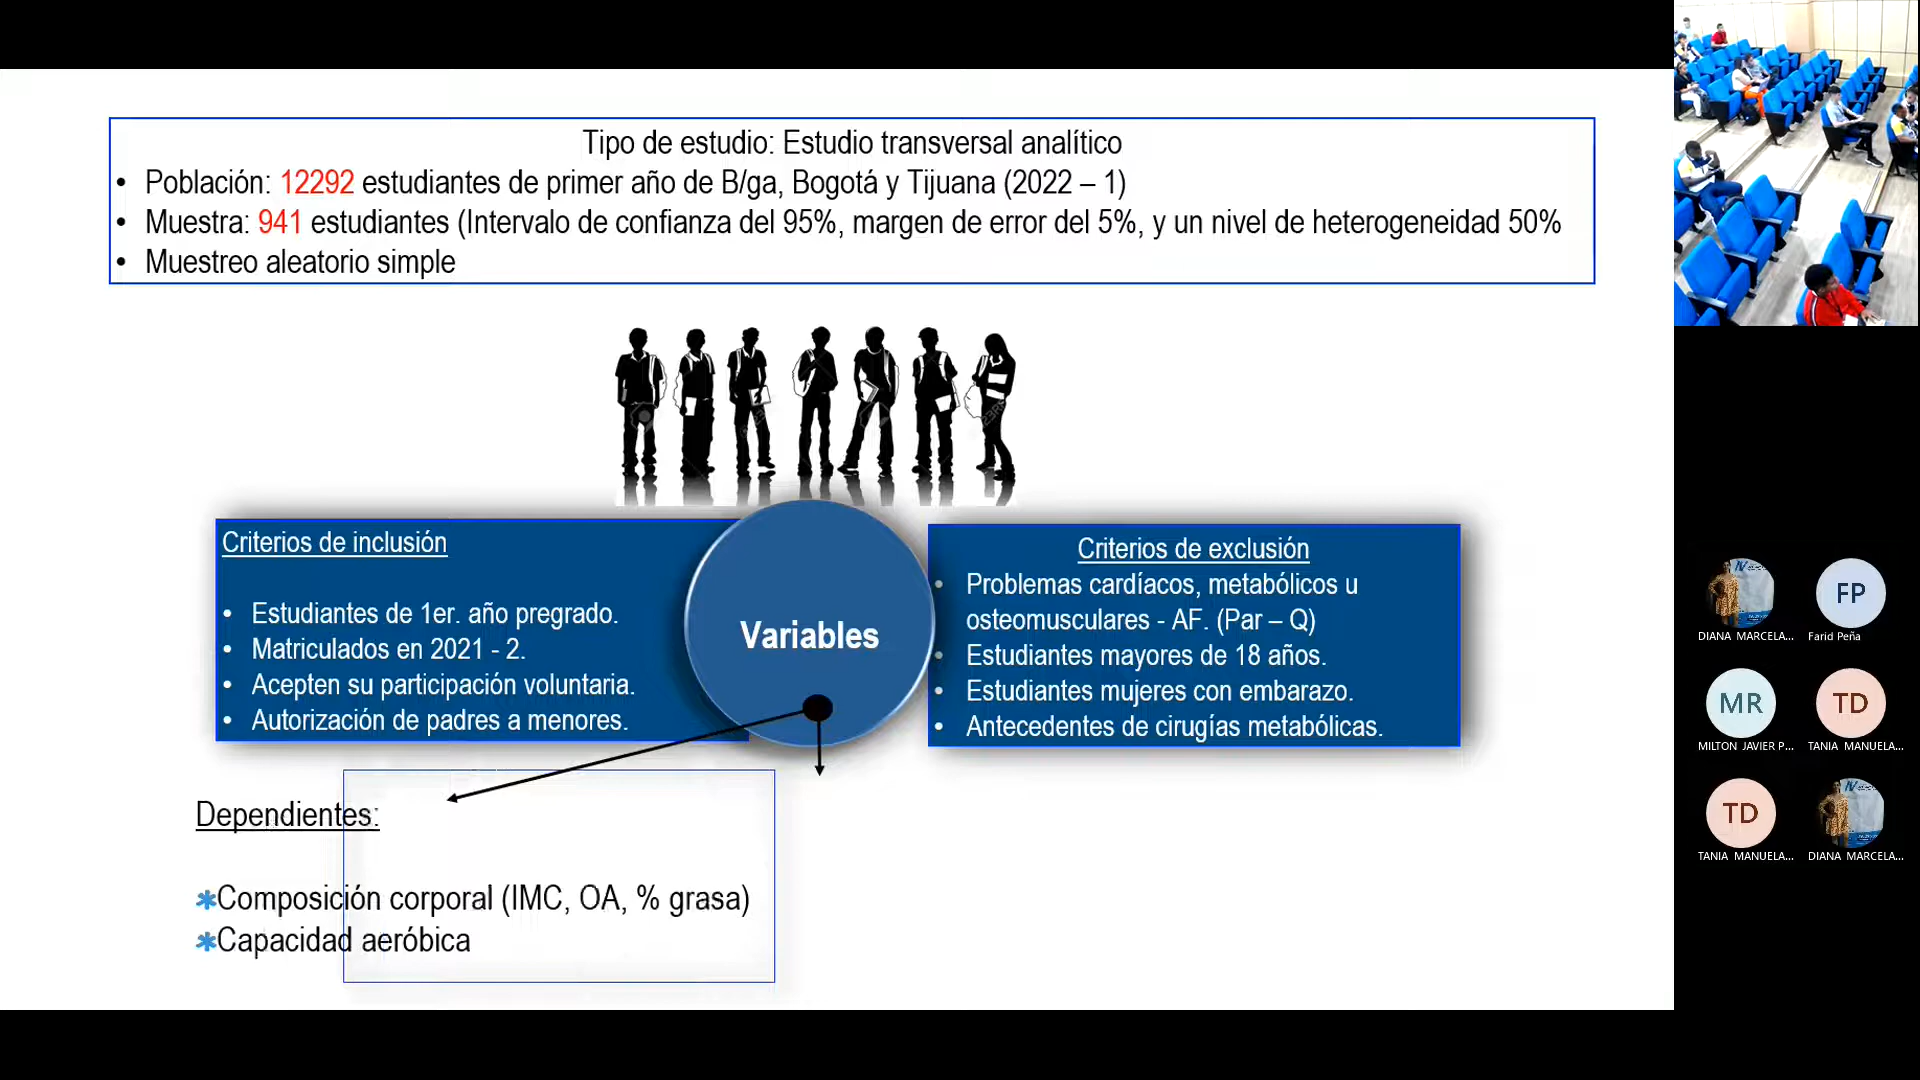 Tipo de estudio: Estudio transversal analítico
• Población: 12292 estudiantes de primer año de B/ga, Bogotá y Tijuana (2022 – 1)
• Muestra: 941 estudiantes (Intervalo de confianza del 95%, margen de error del 5%, y un nivel de heterogeneidad 50%
• Muestreo aleatorio simple
Criterios de inclusión
• Estudiantes de 1er. año pregrado.
• Matriculados en 2021 - 2.
• Acepten su participación voluntaria.
• Autorización de padres a menores.
Variables
Criterios de exclusión
• Problemas cardíacos, metabólicos u
osteomusculares - AF. (Par – Q)
• Estudiantes mayores de 18 años.
• Estudiantes mujeres con embarazo.
• Antecedentes de cirugías metabólicas.
Dependientes:
✱Composición corporal (IMC, OA, % grasa)
✱Capacidad aeróbica
DIANA MARCELA...
FP
Farid Peña
MR
MILTON JAVIER P...
TD
TANIA MANUELA...
TD
TANIA MANUELA...
DIANA MARCELA...